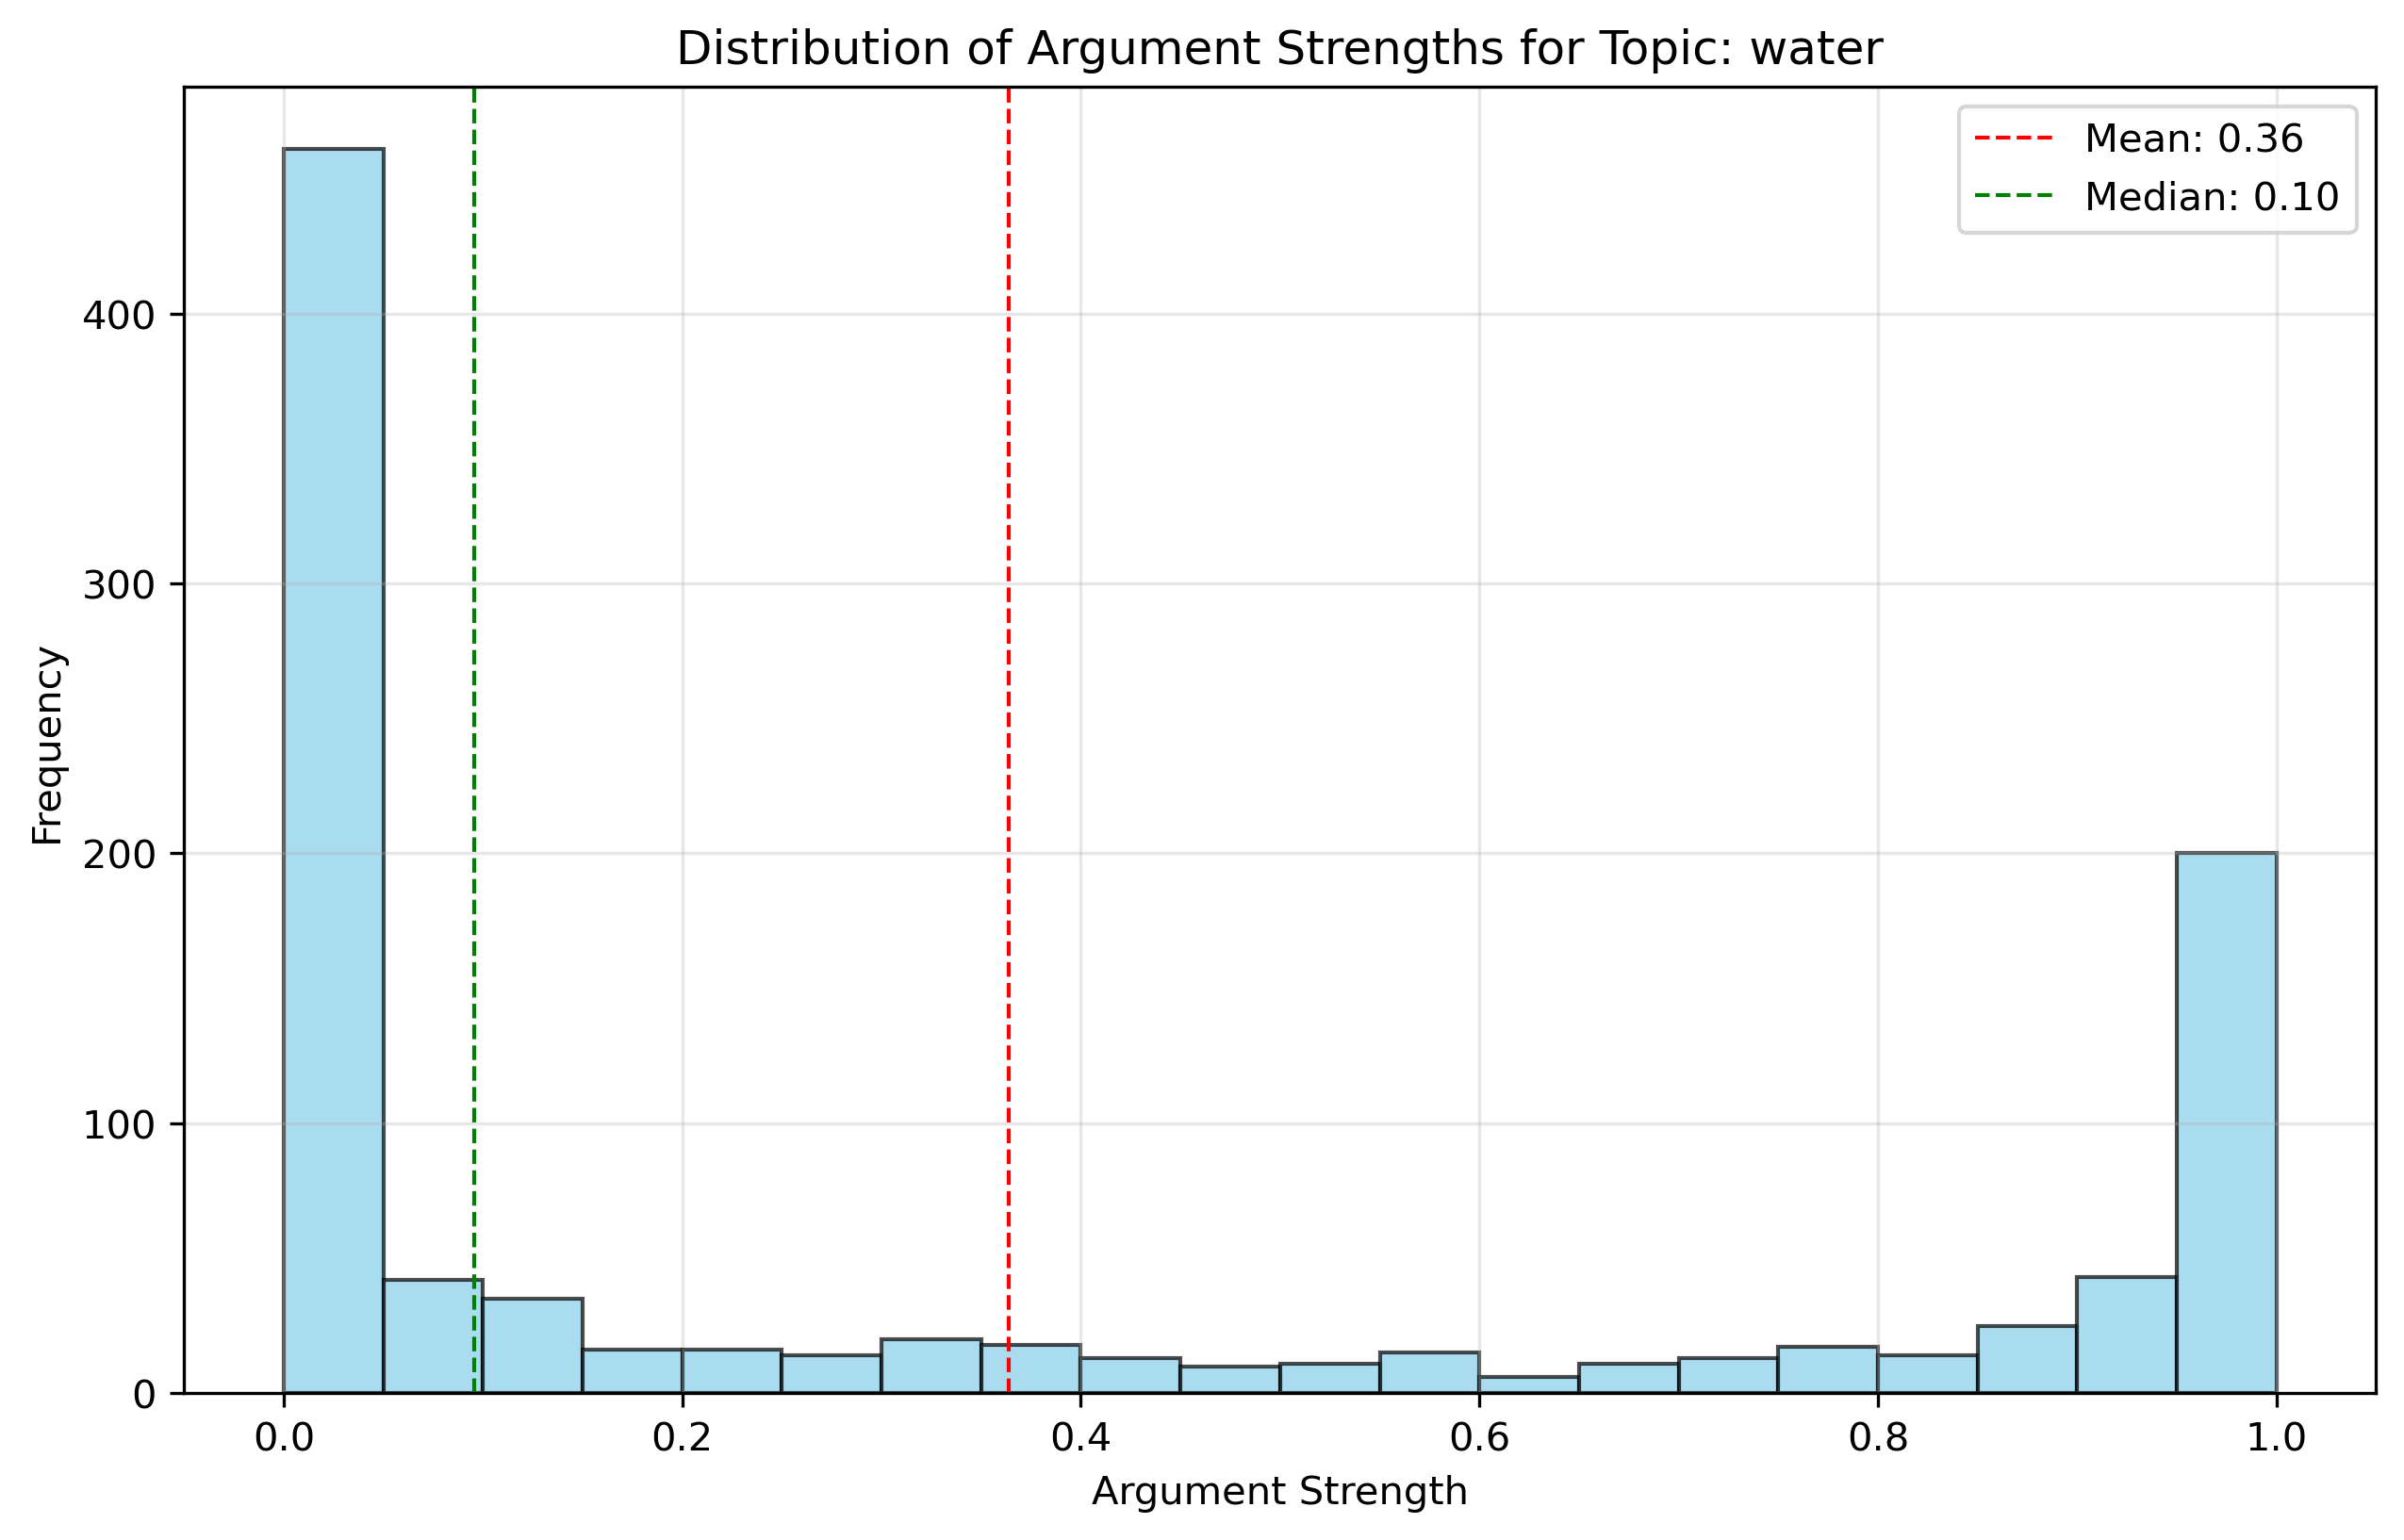 Distribution of Argument Strengths for Topic: water
Mean: 0.36
Median: 0.10
Frequency
400
300
200
100
0
0.0 0.2 0.4 0.6 0.8 1.0
Argument Strength